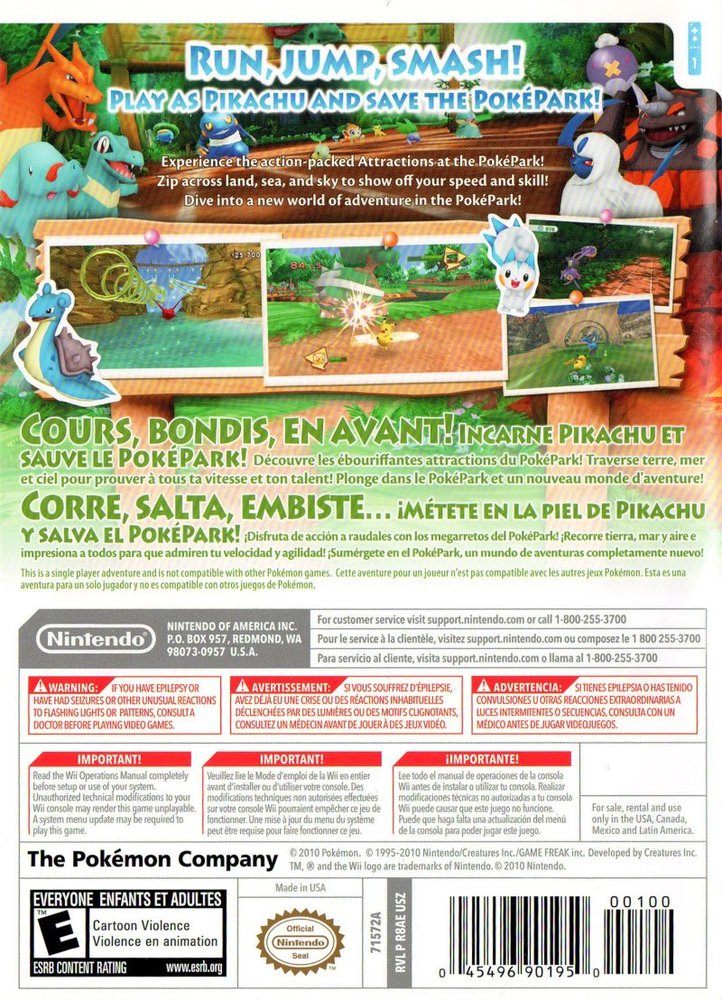 1
RUN, JUMP, SMASH!
PLAY AS PIKACHU AND SAVE THE POKÉPARK!
Experience the action-packed Attractions at the PokéPark!
Zip across land, sea, and sky to show off your speed and skill!
Dive into a new world of adventure in the PokéPark!
COURS, BONDIS, EN AVANT! INCARNE PIKACHU ET
SAUVE LE POKÉPARK! Découvre les ébouriffantes attractions du PokéPark! Traverse terre, mer
et ciel pour prouver à tous ta vitesse et ton talent! Plonge dans le PokéPark et un nouveau monde d'aventure!
CORRE, SALTA, EMBISTE... ¡MÉTETE EN LA PIEL DE PIKACHU
Y SALVA EL POKÉPARK! ¡Disfruta de acción a raudales con los megarretos del PokéPark! ¡Recorre tierra, mar y aire e
impresiona a todos para que admiren tu velocidad y agilidad! ¡Sumérgete en el PokéPark, un mundo de aventuras completamente nuevo!
This is a single player adventure and is not compatible with other Pokémon games. Cette aventure pour un joueur n'est pas compatible avec les autres jeux Pokémon. Esta es una
aventura para un solo jugador y no es compatible con otros juegos de Pokémon.
Nintendo®
NINTENDO OF AMERICA INC.
P.O. BOX 957, REDMOND, WA
98073-0957 U.S.A.
For customer service visit support.nintendo.com or call 1-800-255-3700
Pour le service à la clientèle, visitez support.nintendo.com ou composez le 1 800 255-3700
Para servicio al cliente, visita support.nintendo.com o llama al 1-800-255-3700
WARNING: IF YOU HAVE EPILEPSY OR
HAVE HAD SEIZURES OR OTHER UNUSUAL REACTIONS
TO FLASHING LIGHTS OR PATTERNS, CONSULT A
DOCTOR BEFORE PLAYING VIDEO GAMES.
AVERTISSEMENT: SI VOUS SOUFFREZ D'ÉPILEPSIE,
AVEZ DÉJÀ EU UNE CRISE OU DES RÉACTIONS INHABITUELLES
DÉCLENCHÉES PAR DES LUMIÈRES OU DES MOTIFS CLIGNOTANTS,
CONSULTEZ UN MÉDECIN AVANT DE JOUER À DES JEUX VIDÉO.
ADVERTENCIA: SI TIENES EPILEPSIA O HAS TENIDO
CONVULSIONES U OTRAS REACCIONES EXTRAORDINARIAS A
LUCES INTERMITENTES O SECUENCIAS, CONSULTA CON UN
MÉDICO ANTES DE JUGAR VIDEOJUEGOS.
IMPORTANT!
Read the Wii Operations Manual completely
before setup or use of your system.
Unauthorized technical modifications to your
Wii console may render this game unplayable.
A system menu update may be required to
play this game.
IMPORTANT!
Veuillez lire le Mode d'emploi de la Wii en entier
avant d'installer ou d'utiliser votre console. Des
modifications techniques non autorisées effectuées
sur votre console Wii pourraient empêcher ce jeu de
fonctionner. Une mise à jour du menu du système
peut être requise pour faire fonctionner ce jeu.
¡IMPORTANTE!
Lee todo el manual de operaciones de la consola
Wii antes de instalar o utilizar tu consola. Realizar
modificaciones técnicas no autorizadas a tu consola
Wii puede causar que este juego no funcione.
Puede que haga falta una actualización del menú
de la consola para poder jugar este juego.
For sale, rental and use
only in the USA, Canada,
Mexico and Latin America.
The Pokémon Company
© 2010 Pokémon. © 1995-2010 Nintendo/Creatures Inc./GAME FREAK inc. Developed by Creatures Inc.
TM, ® and the Wii logo are trademarks of Nintendo. © 2010 Nintendo.
EVERYONE ENFANTS ET ADULTES
E
Cartoon Violence
Violence en animation
ESRB CONTENT RATING www.esrb.org
Made in USA
Official
Nintendo
Seal
71572A
RVL P R8AE USZ
00100
0 45496 90195 0